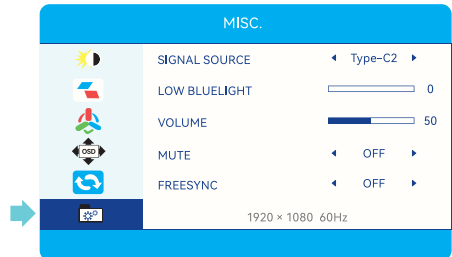 MISC.
SIGNAL SOURCE Type-C2
LOW BLUELIGHT 0
VOLUME 50
OSD MUTE OFF
FREESYNC OFF
1920 × 1080 60Hz